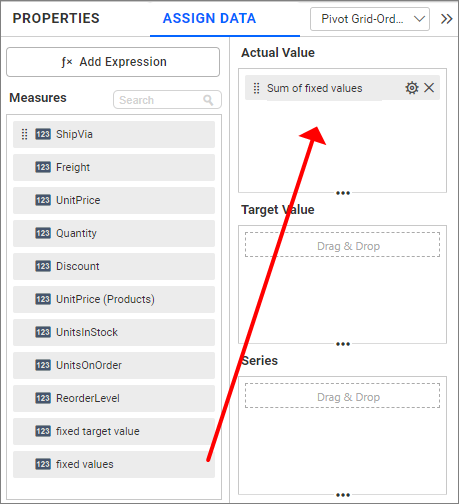 PROPERTIES
ASSIGN DATA
Pivot Grid-Ord...
ƒx Add Expression
Measures
Search
123 ShipVia
123 Freight
123 UnitPrice
123 Quantity
123 Discount
123 UnitPrice (Products)
123 UnitsInStock
123 UnitsOnOrder
123 ReorderLevel
123 fixed target value
123 fixed values
Actual Value
Sum of fixed values
Target Value
Drag & Drop
Series
Drag & Drop